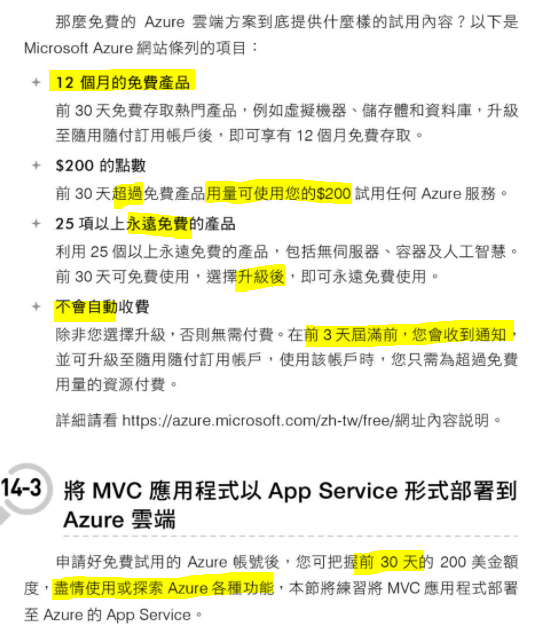 那麼免費的 Azure 雲端方案到底提供什麼樣的試用內容？以下是
Microsoft Azure 網站條列的項目：
✦ 12 個月的免費產品
前 30 天免費存取熱門產品，例如虛擬機器、儲存體和資料庫，升級
至隨用隨付訂用帳戶後，即可享有 12 個月免費存取。
✦ $200 的點數
前 30 天超過免費產品用量可使用您的$200 試用任何 Azure 服務。
✦ 25 項以上永遠免費的產品
利用 25 個以上永遠免費的產品，包括無伺服器、容器及人工智慧。
前 30 天可免費使用，選擇升級後，即可永遠免費使用。
✦ 不會自動收費
除非您選擇升級，否則無需付費。在前 3 天屆滿前，您會收到通知，
並可升級至隨用隨付訂用帳戶，使用該帳戶時，您只需為超過免費
用量的資源付費。
詳細請看 https://azure.microsoft.com/zh-tw/free/網址內容説明。
14-3 將 MVC 應用程式以 App Service 形式部署到
Azure 雲端
申請好免費試用的 Azure 帳號後，您可把握前 30 天的 200 美金額
度，盡情使用或探索 Azure 各種功能，本節將練習將 MVC 應用程式部署
至 Azure 的 App Service。